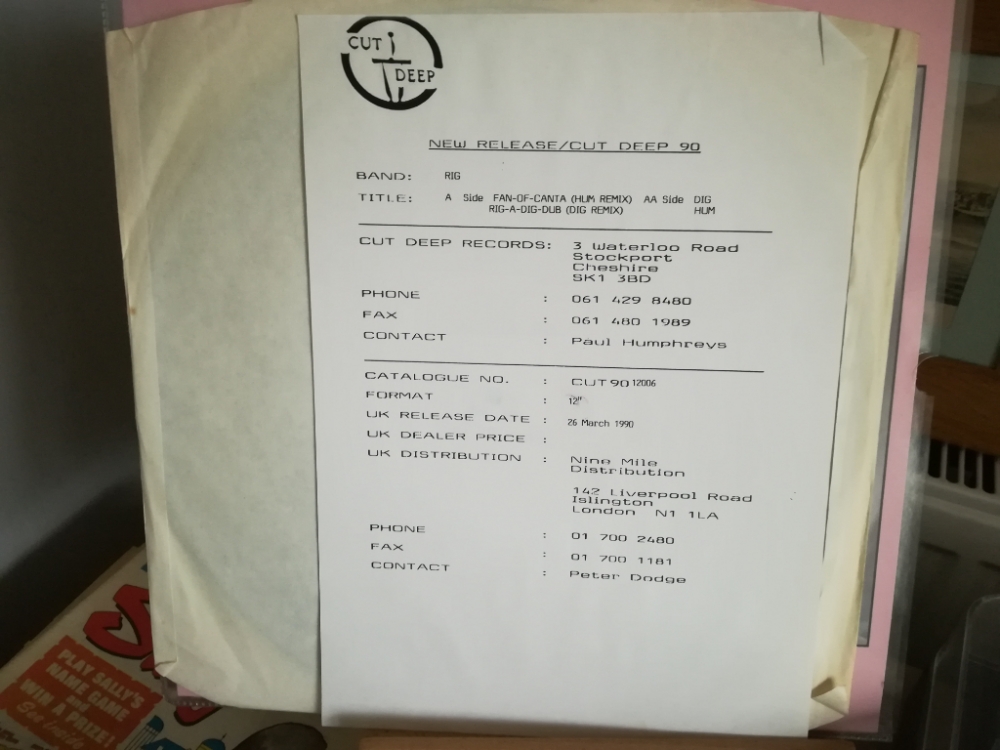 CUT
DEEP
NEW RELEASE/CUT DEEP 90
BAND: RIG
TITLE: A Side FAN-OF-CANTA (HUM REMIX) AA Side DIG
RIG-A-DIG-DUB (DIG REMIX) HUM
CUT DEEP RECORDS: 3 Waterloo Road
Stockport
Cheshire
SK1 3BD
PHONE : 061 429 8480
FAX : 061 480 1989
CONTACT : Paul Humphreys
CATALOGUE NO. : CUT90 12006
FORMAT : 12"
UK RELEASE DATE : 26 March 1990
UK DEALER PRICE :
UK DISTRIBUTION : Nine Mile
Distribution
142 Liverpool Road
Islington
London N1 1LA
PHONE : 01 700 2480
FAX : 01 700 1181
CONTACT : Peter Dodge
PLAY SALLY'S
NAME GAME
and
WIN A PRIZE!
See Inside